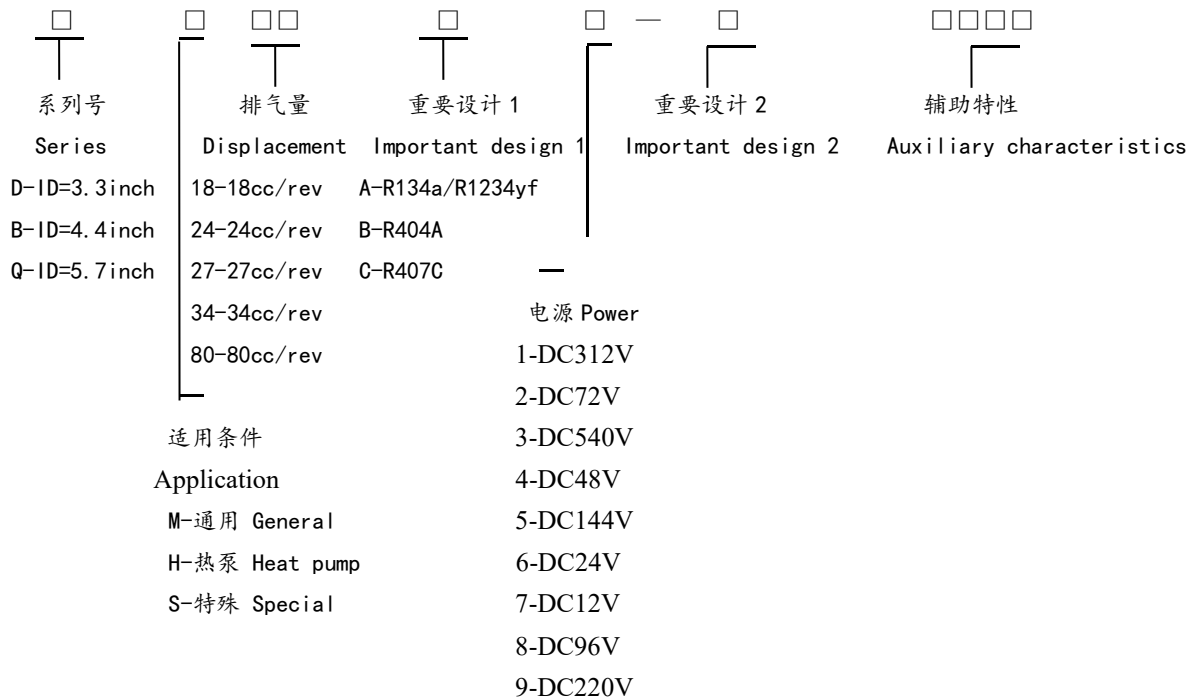 □ □ □□ □ □ — □ □□□□
系列号 排气量 重要设计1 重要设计2 辅助特性
Series Displacement Important design 1 Important design 2 Auxiliary characteristics
D-ID=3.3inch 18-18cc/rev A-R134a/R1234yf
B-ID=4.4inch 24-24cc/rev B-R404A
Q-ID=5.7inch 27-27cc/rev C-R407C
34-34cc/rev 电源 Power
80-80cc/rev 1-DC312V
2-DC72V
适用条件 3-DC540V
Application 4-DC48V
M-通用 General 5-DC144V
H-热泵 Heat pump 6-DC24V
S-特殊 Special 7-DC12V
8-DC96V
9-DC220V